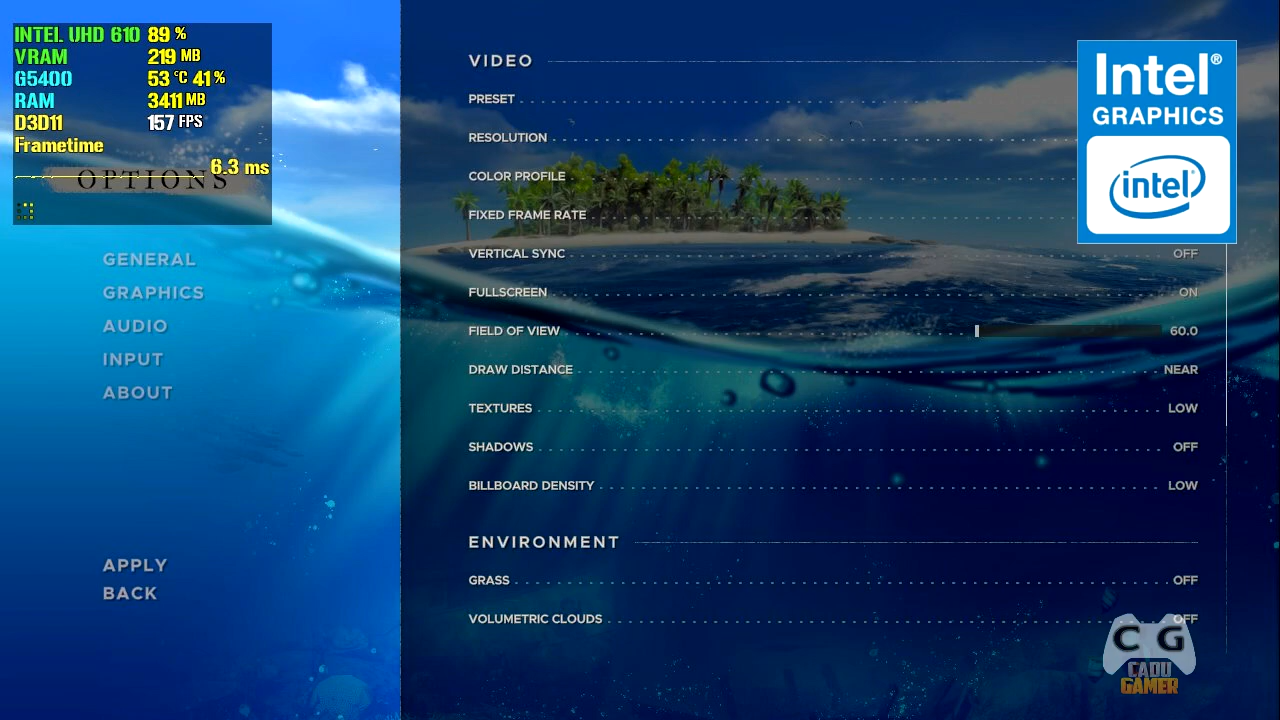 INTEL UHD 610 89 %
VRAM 219 MB
G5400 53 °C 41 %
RAM 3411 MB
D3D11 157 FPS
Frametime
6.3 ms
OPTIONS
GENERAL
GRAPHICS
AUDIO
INPUT
ABOUT
APPLY
BACK
VIDEO
PRESET
RESOLUTION
COLOR PROFILE
FIXED FRAME RATE
VERTICAL SYNC OFF
FULLSCREEN ON
FIELD OF VIEW 60.0
DRAW DISTANCE NEAR
TEXTURES LOW
SHADOWS OFF
BILLBOARD DENSITY LOW
ENVIRONMENT
GRASS OFF
VOLUMETRIC CLOUDS OFF
Intel®
GRAPHICS
intel
C G
CADU
GAMER